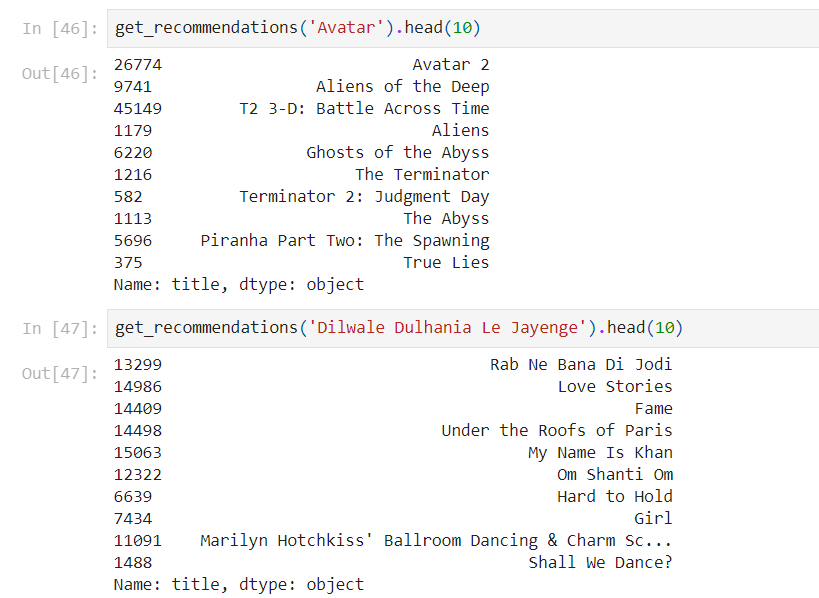 In [46]: get_recommendations('Avatar').head(10)
Out[46]:
26774 Avatar 2
9741 Aliens of the Deep
45149 T2 3-D: Battle Across Time
1179 Aliens
6220 Ghosts of the Abyss
1216 The Terminator
582 Terminator 2: Judgment Day
1113 The Abyss
5696 Piranha Part Two: The Spawning
375 True Lies
Name: title, dtype: object
In [47]: get_recommendations('Dilwale Dulhania Le Jayenge').head(10)
Out[47]:
13299 Rab Ne Bana Di Jodi
14986 Love Stories
14409 Fame
14498 Under the Roofs of Paris
15063 My Name Is Khan
12322 Om Shanti Om
6639 Hard to Hold
7434 Girl
11091 Marilyn Hotchkiss' Ballroom Dancing & Charm Sc...
1488 Shall We Dance?
Name: title, dtype: object